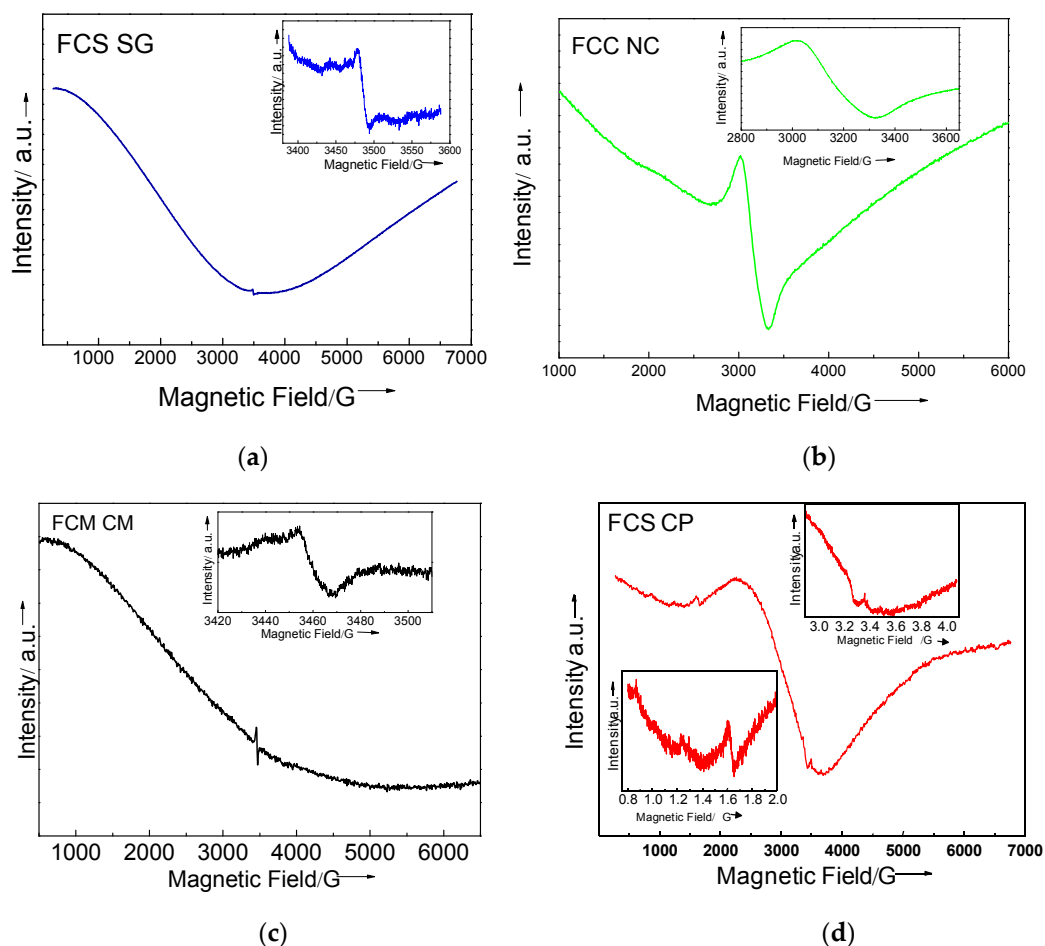 FCS SG
Intensity/ a.u.
3400 3450 3500 3550 3600
Magnetic Field/G
Intensity/ a.u.
1000 2000 3000 4000 5000 6000 7000
Magnetic Field/G
(a)
FCC NC
Intensity/ a.u.
2800 3000 3200 3400 3600
Magnetic Field/G
Intensity/ a.u.
1000 2000 3000 4000 5000 6000
Magnetic Field/G
(b)
FCM CM
Intensity/ a.u.
3420 3440 3460 3480 3500
Magnetic Field/G
Intensity/ a.u.
1000 2000 3000 4000 5000 6000
Magnetic Field/G
(c)
FCS CP
Intensity/a.u.
3.0 3.2 3.4 3.6 3.8 4.0
Magnetic Field /G
Intensity/a.u.
0.8 1.0 1.2 1.4 1.6 1.8 2.0
Magnetic Field/ G
Intensity/ a.u.
1000 2000 3000 4000 5000 6000 7000
Magnetic Field/G
(d)